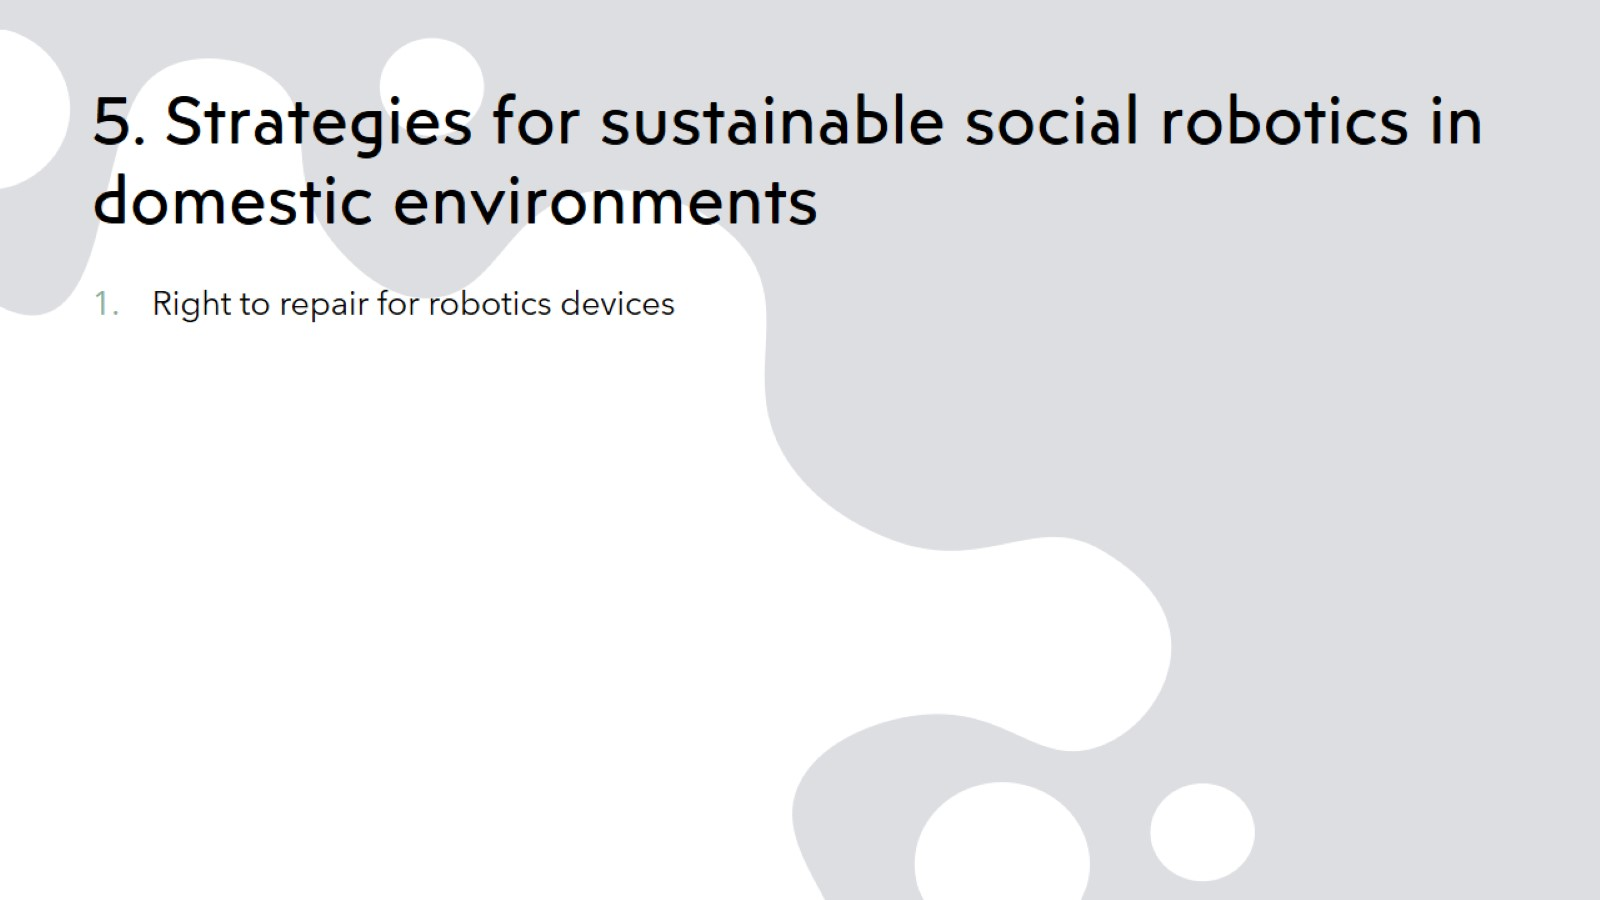 5. Strategies for sustainable social robotics in
domestic environments
1. Right to repair for robotics devices